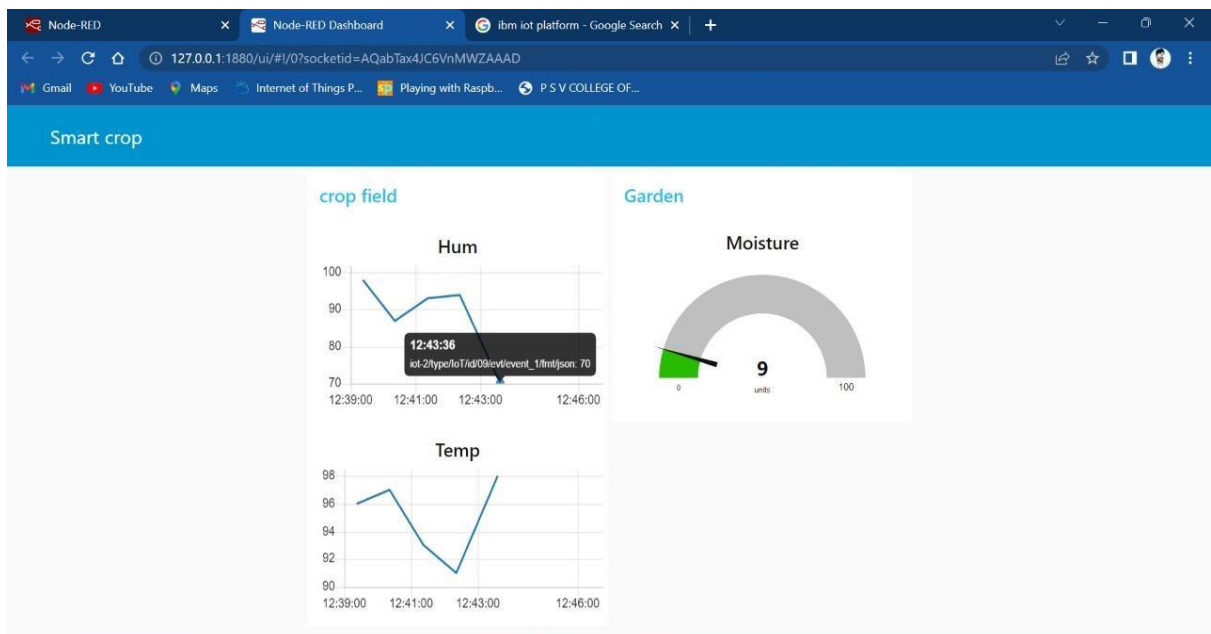 Node-RED
Node-RED Dashboard
ibm iot platform - Google Search
127.0.0.1:1880/ui/#!/0?socketid=AQabTax4JC6VnMWZAAAD
Gmail YouTube Maps Internet of Things P... Playing with Raspb... P S V COLLEGE OF...
Smart crop
crop field
Hum
100
90
80
70
12:39:00 12:41:00 12:43:00 12:46:00
12:43:36
iot-2/type/IoT/id/09/evt/event_1/fmt/json: 70
Temp
98
96
94
92
90
12:39:00 12:41:00 12:43:00 12:46:00
Garden
Moisture
9
units
0
100